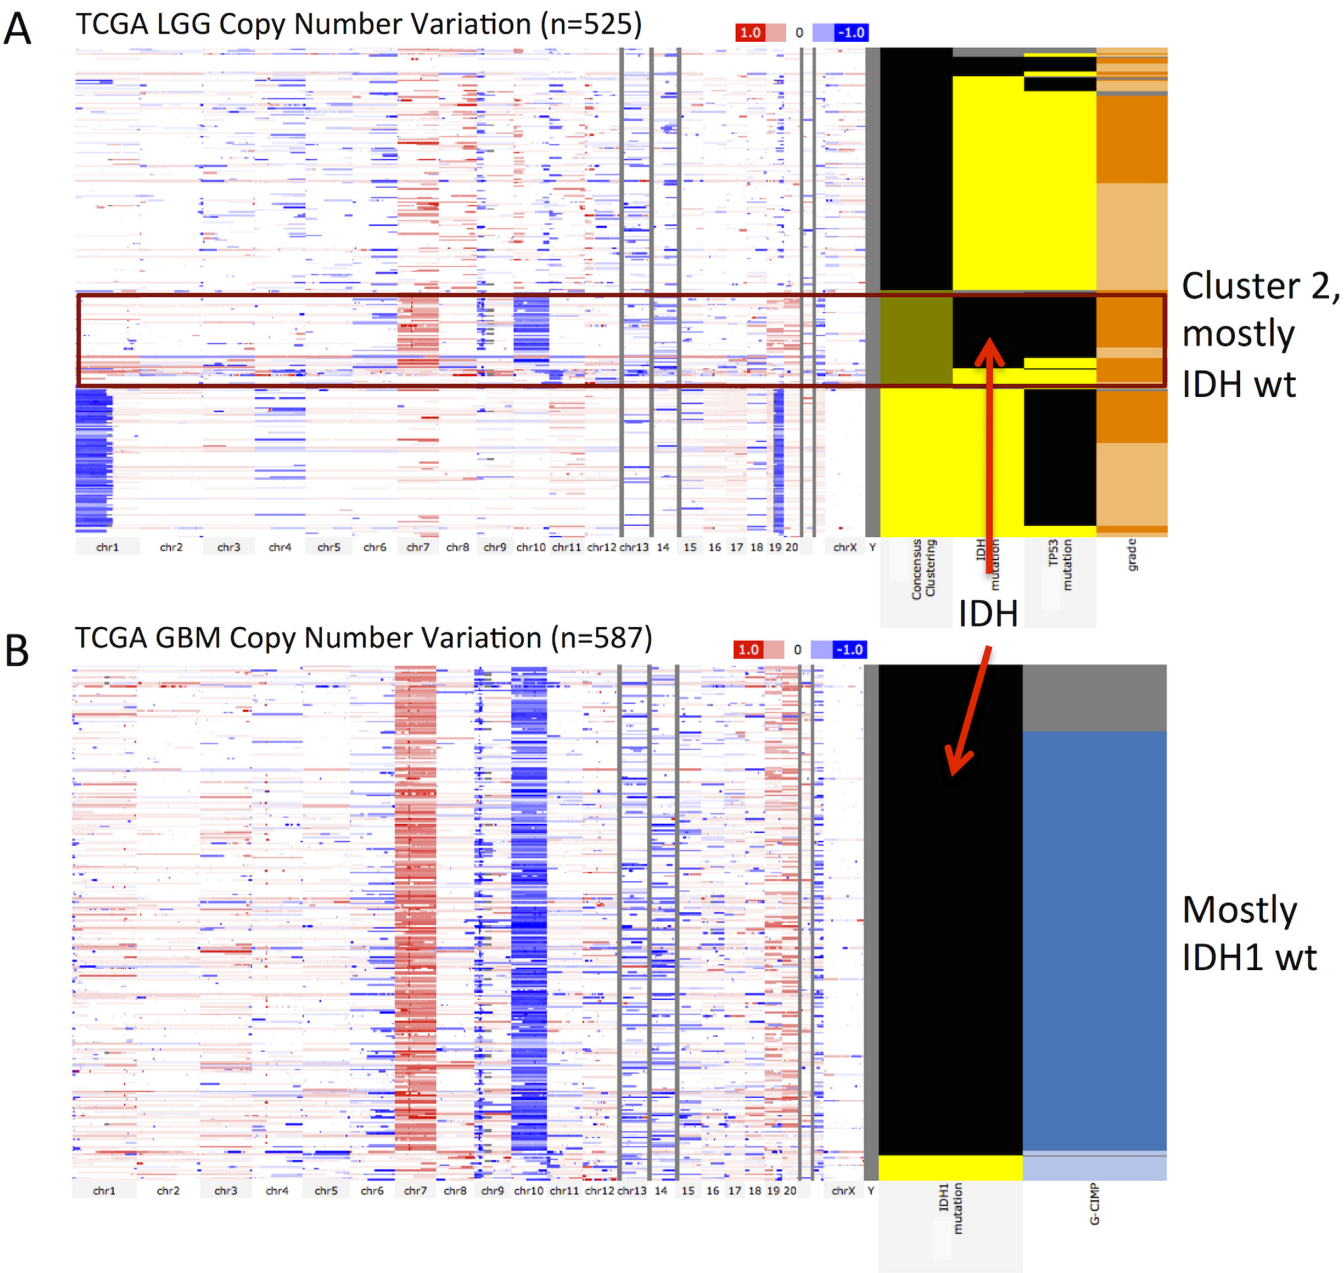 A
TCGA LGG Copy Number Variation (n=525)
1.0 0 -1.0
Cluster 2,
mostly
IDH wt
chr1 chr2 chr3 chr4 chr5 chr6 chr7 chr8 chr9 chr10 chr11 chr12 chr13 14 15 16 17 18 19 20 chrX Y
Concensus
Clustering
IDH
mutation
TP53
mutation
grade
IDH
B
TCGA GBM Copy Number Variation (n=587)
1.0 0 -1.0
Mostly
IDH1 wt
chr1 chr2 chr3 chr4 chr5 chr6 chr7 chr8 chr9 chr10 chr11 chr12 chr13 14 15 16 17 18 19 20 chrX Y
IDH1
mutation
G-CIMP